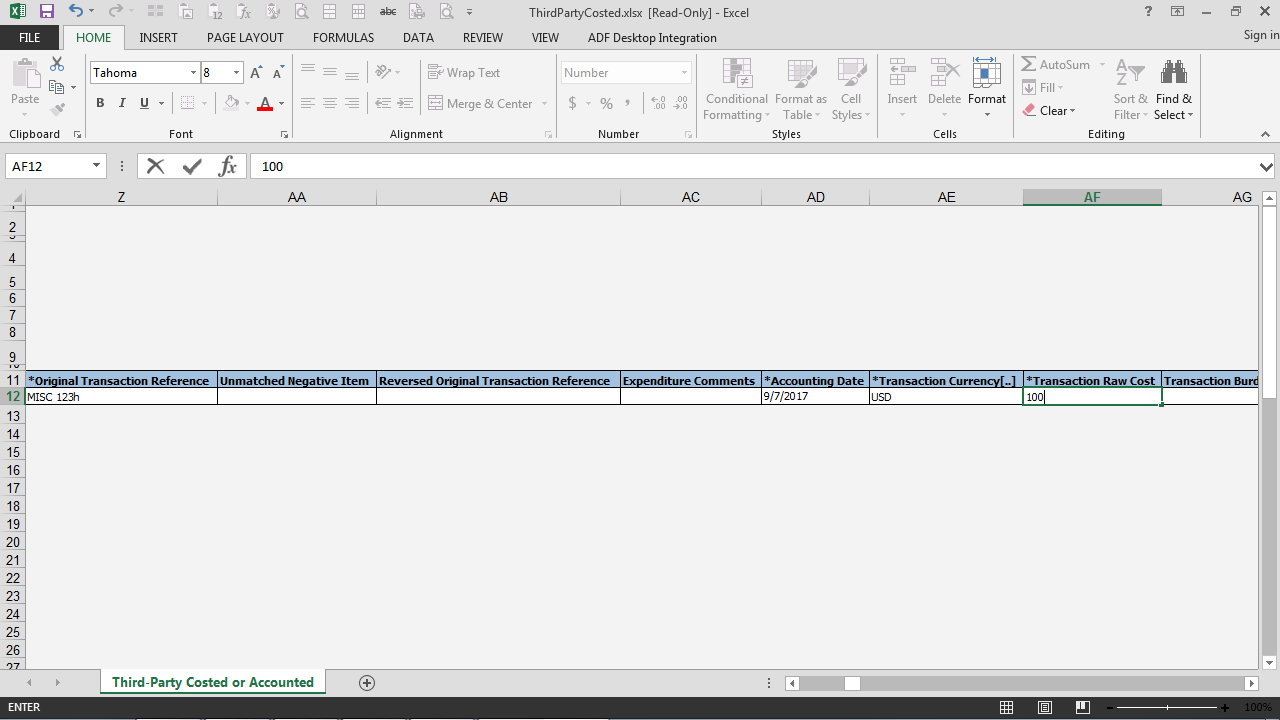 ThirdPartyCosted.xlsx [Read-Only] - Excel
?
FILE HOME INSERT PAGE LAYOUT FORMULAS DATA REVIEW VIEW ADF Desktop Integration Sign in
Paste
Clipboard
Tahoma 8
B I U A
Font
Wrap Text
Merge & Center
Alignment
Number
$ % ,
Number
Conditional Formatting
Format as Table
Cell Styles
Styles
Insert Delete Format
Cells
AutoSum
Fill
Clear
Sort & Filter
Find & Select
Editing
AF12 fx 100
Z AA AB AC AD AE AF AG
2
4
5
6
7
8
9
11 *Original Transaction Reference Unmatched Negative Item Reversed Original Transaction Reference Expenditure Comments *Accounting Date *Transaction Currency[..] *Transaction Raw Cost Transaction Burd
12 MISC 123h 9/7/2017 USD 100
13
14
15
16
17
18
19
20
21
22
23
24
25
26
27
Third-Party Costed or Accounted
ENTER 100%